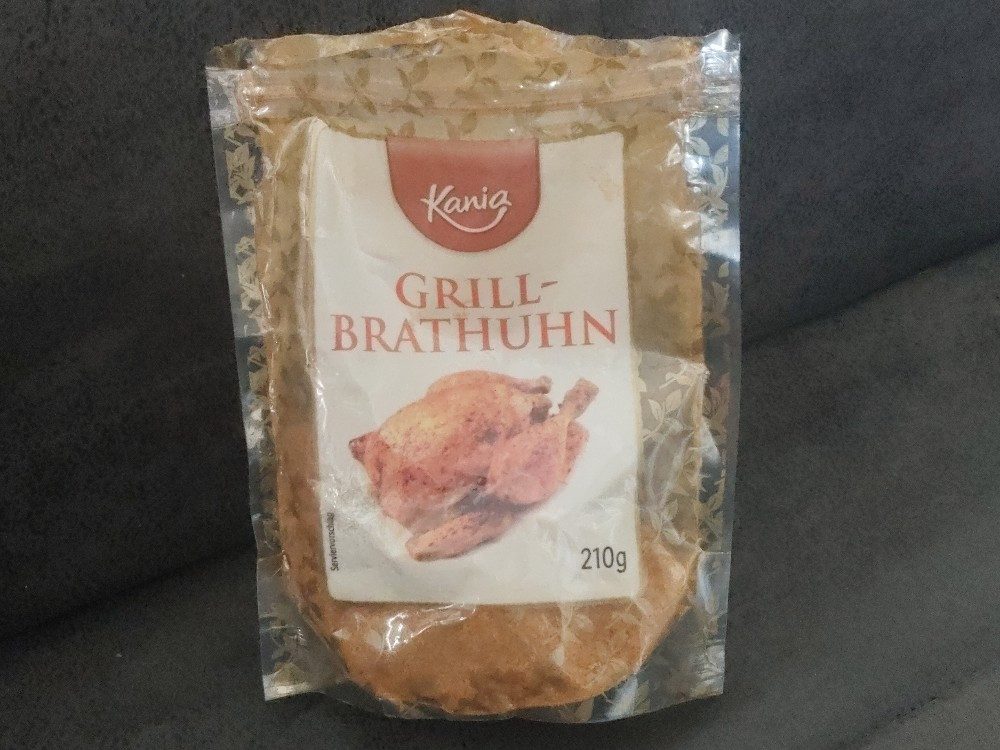 Kania
GRILL-
BRATHUHN
Serviervorschlag
210g